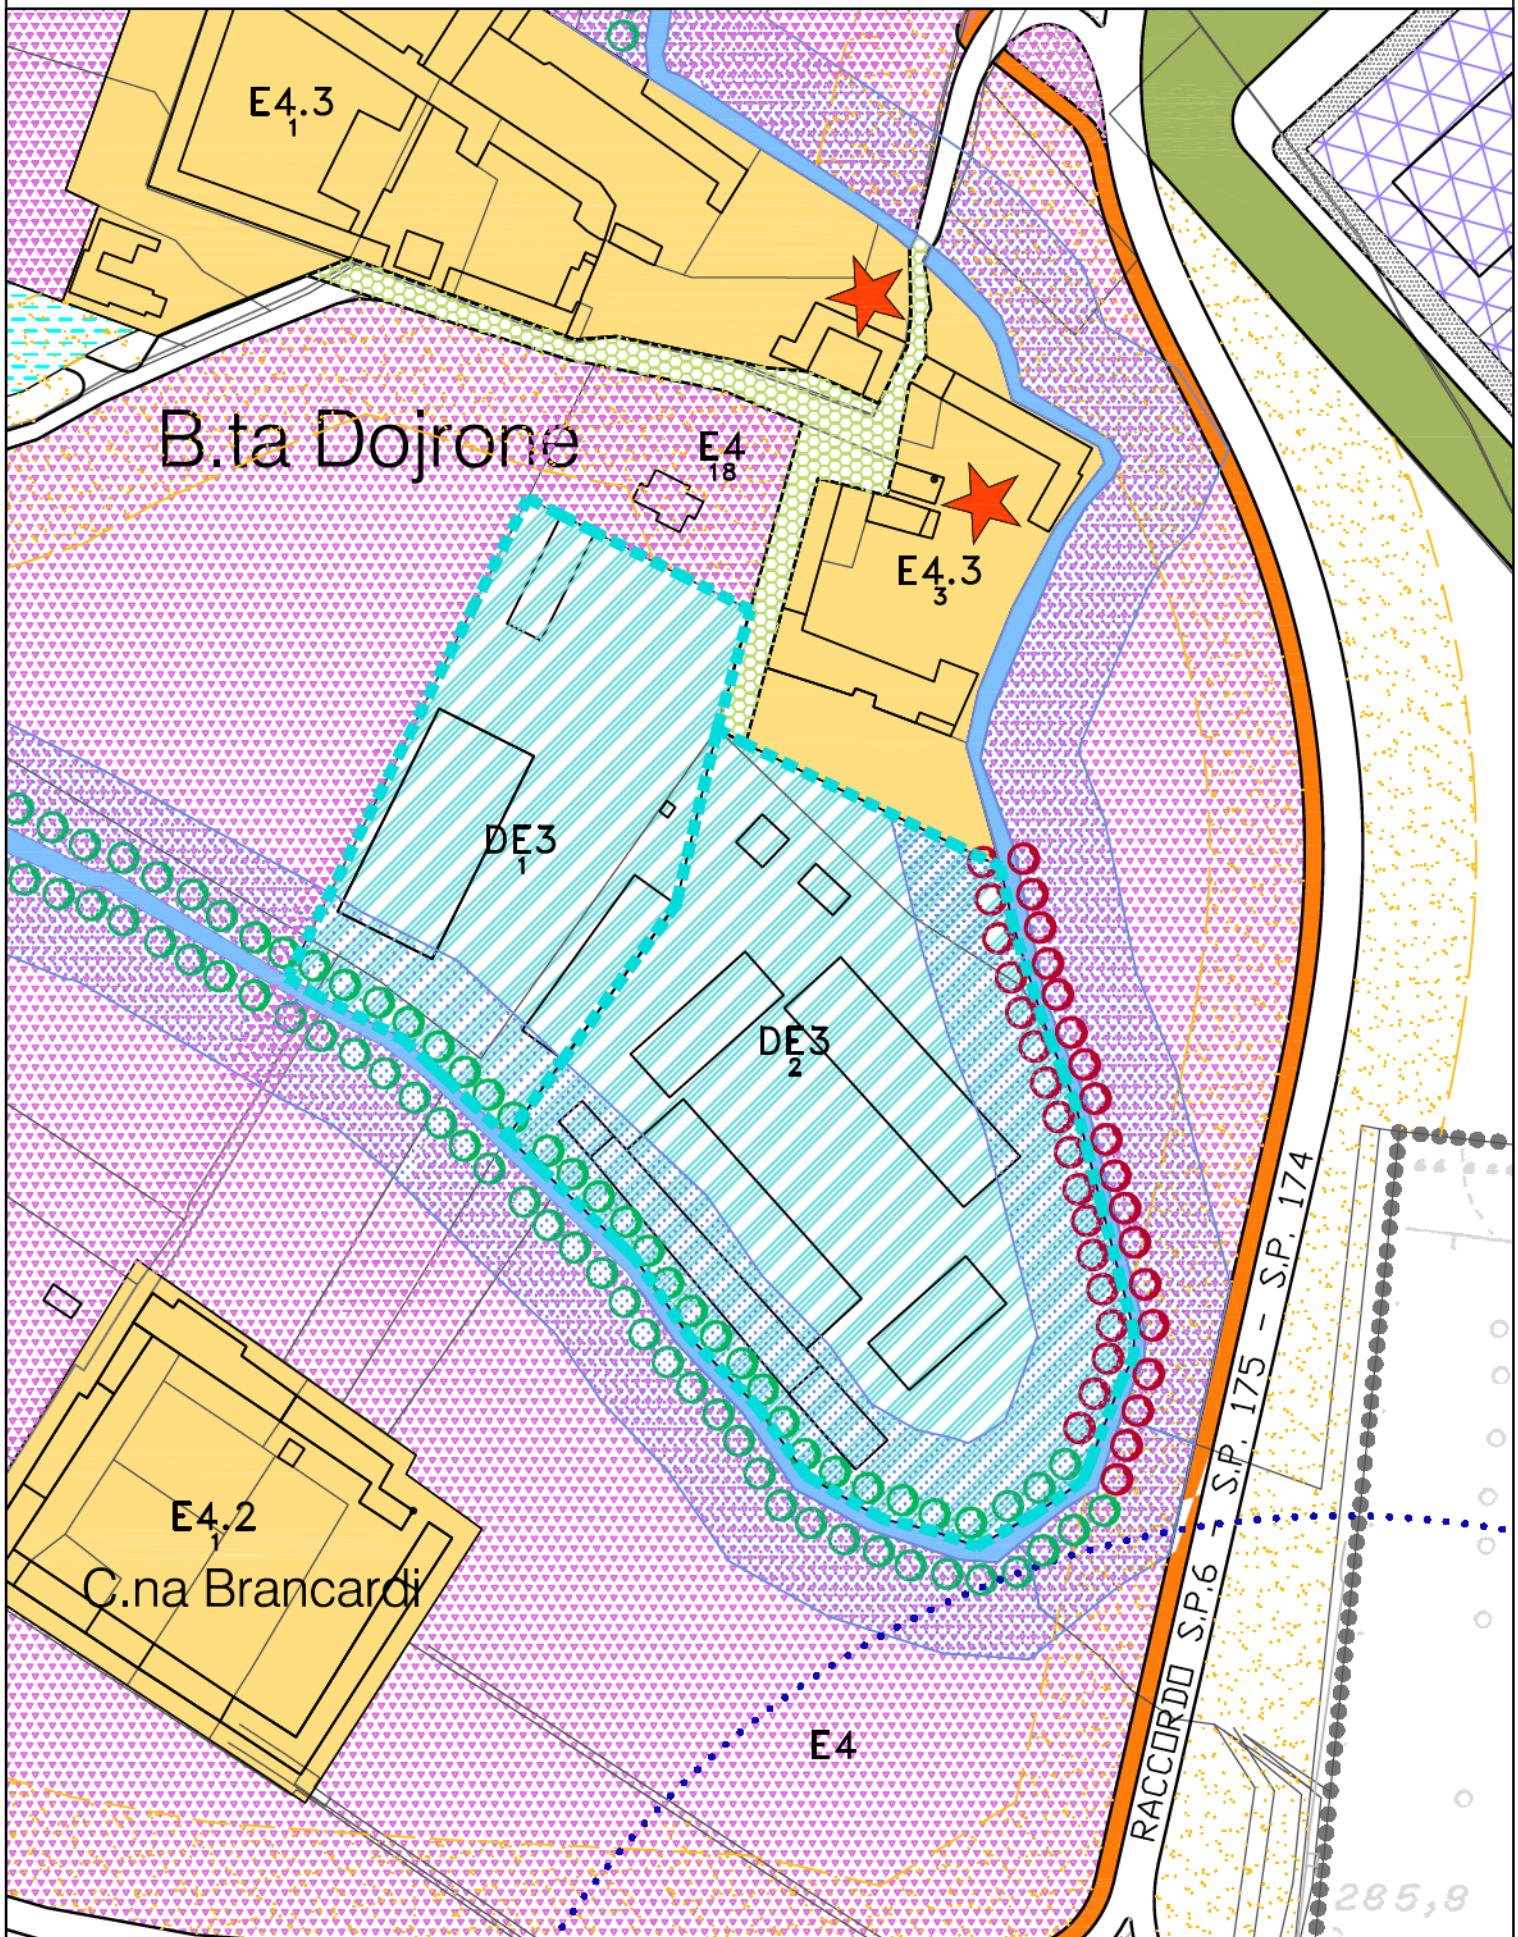 E4.3
1
B.ta Dojrone
E4
18
E4.3
3
DE3
1
DE3
2
E4.2
1
C.na Brancardi
E4
RACCORDO S.P.6 - S.P. 175 - S.P. 174
285,8